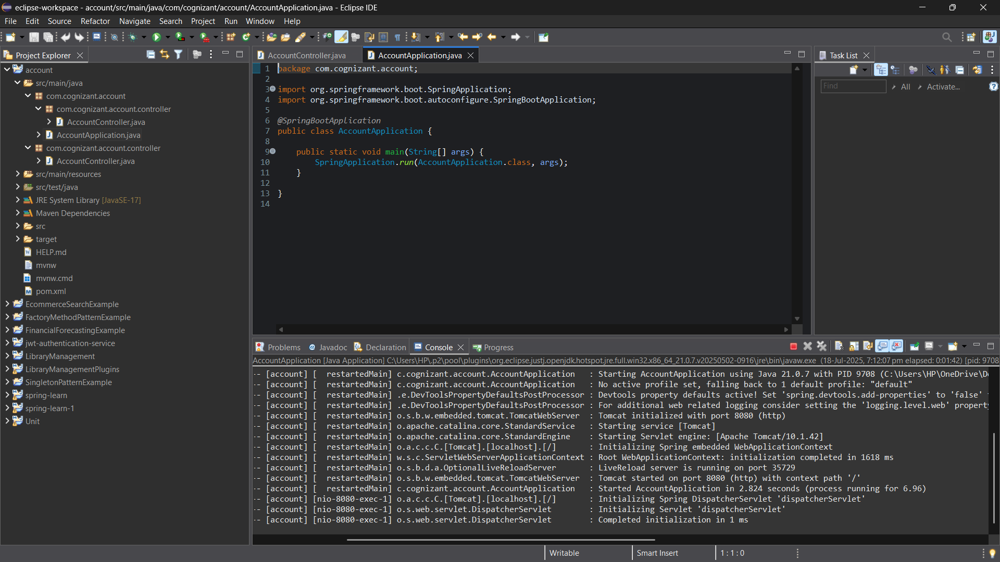 eclipse-workspace - account/src/main/java/com/cognizant/account/AccountApplication.java - Eclipse IDE
File Edit Source Refactor Navigate Search Project Run Window Help
Project Explorer
account
src/main/java
com.cognizant.account
com.cognizant.account.controller
AccountController.java
AccountApplication.java
com.cognizant.account.controller
AccountController.java
src/main/resources
src/test/java
JRE System Library [JavaSE-17]
Maven Dependencies
src
target
HELP.md
mvnw
mvnw.cmd
pom.xml
EcommerceSearchExample
FactoryMethodPatternExample
FinancialForecastingExample
jwt-authentication-service
LibraryManagement
LibraryManagementPlugins
SingletonPatternExample
spring-learn
spring-learn-1
Unit
AccountController.java AccountApplication.java
1 package com.cognizant.account;
2
3 import org.springframework.boot.SpringApplication;
4 import org.springframework.boot.autoconfigure.SpringBootApplication;
5
6 @SpringBootApplication
7 public class AccountApplication {
8
9 public static void main(String[] args) {
10 SpringApplication.run(AccountApplication.class, args);
11 }
12
13 }
14
Task List
Find All Activate...
Problems Javadoc Declaration Console Progress
AccountApplication [Java Application] C:\Users\HP\.p2\pool\plugins\org.eclipse.justj.openjdk.hotspot.jre.full.win32.x86_64_21.0.7.v20250502-0916\jre\bin\javaw.exe (18-Jul-2025, 7:12:07 pm elapsed: 0:01:42) [pid: 9708
-- [account] [ restartedMain] c.cognizant.account.AccountApplication : Starting AccountApplication using Java 21.0.7 with PID 9708 (C:\Users\HP\OneDrive\D
-- [account] [ restartedMain] c.cognizant.account.AccountApplication : No active profile set, falling back to 1 default profile: "default"
-- [account] [ restartedMain] .e.DevToolsPropertyDefaultsPostProcessor : Devtools property defaults active! Set 'spring.devtools.add-properties' to 'false'
-- [account] [ restartedMain] .e.DevToolsPropertyDefaultsPostProcessor : For additional web related logging consider setting the 'logging.level.web' property
-- [account] [ restartedMain] o.s.b.w.embedded.tomcat.TomcatWebServer : Tomcat initialized with port 8080 (http)
-- [account] [ restartedMain] o.apache.catalina.core.StandardService : Starting service [Tomcat]
-- [account] [ restartedMain] o.apache.catalina.core.StandardEngine : Starting Servlet engine: [Apache Tomcat/10.1.42]
-- [account] [ restartedMain] o.a.c.c.C.[Tomcat].[localhost].[/] : Initializing Spring embedded WebApplicationContext
-- [account] [ restartedMain] w.s.c.ServletWebServerApplicationContext : Root WebApplicationContext: initialization completed in 1618 ms
-- [account] [ restartedMain] o.s.b.d.a.OptionalLiveReloadServer : LiveReload server is running on port 35729
-- [account] [ restartedMain] o.s.b.w.embedded.tomcat.TomcatWebServer : Tomcat started on port 8080 (http) with context path '/'
-- [account] [ restartedMain] c.cognizant.account.AccountApplication : Started AccountApplication in 2.824 seconds (process running for 6.96)
-- [account] [nio-8080-exec-1] o.a.c.c.C.[Tomcat].[localhost].[/] : Initializing Spring DispatcherServlet 'dispatcherServlet'
-- [account] [nio-8080-exec-1] o.s.web.servlet.DispatcherServlet : Initializing Servlet 'dispatcherServlet'
-- [account] [nio-8080-exec-1] o.s.web.servlet.DispatcherServlet : Completed initialization in 1 ms
Writable Smart Insert 1 : 1 : 0